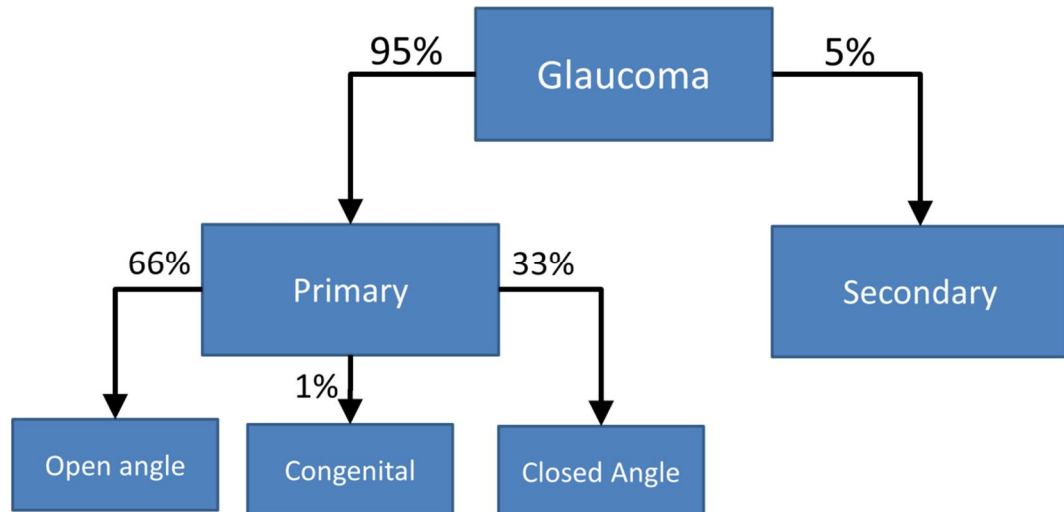 Glaucoma
95%
5%
Primary
Secondary
66%
33%
1%
Open angle
Congenital
Closed Angle